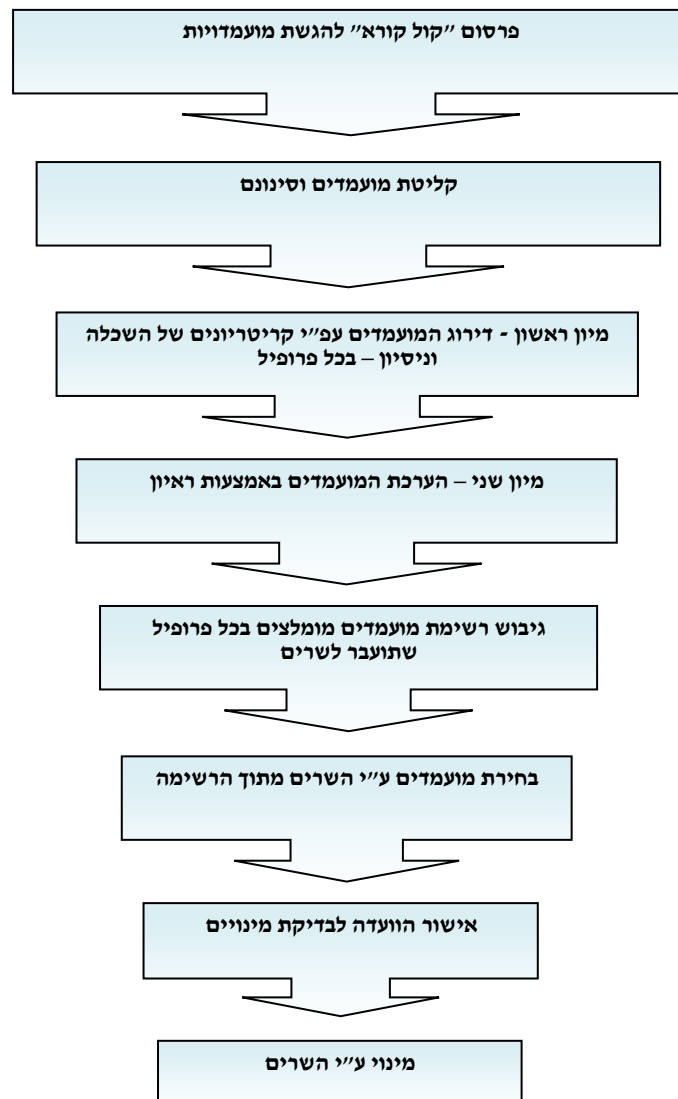 פרסום "קול קורא" להגשת מועמדויות
קליטת מועמדים וסינונם
מיון ראשון - דירוג המועמדים עפ"י קריטריונים של השכלה
וניסיון – בכל פרופיל
מיון שני – הערכת המועמדים באמצעות ראיון
גיבוש רשימת מועמדים מומלצים בכל פרופיל
שתועבר לשרים
בחירת מועמדים ע"י השרים מתוך הרשימה
אישור הוועדה לבדיקת מינויים
מינוי ע"י השרים